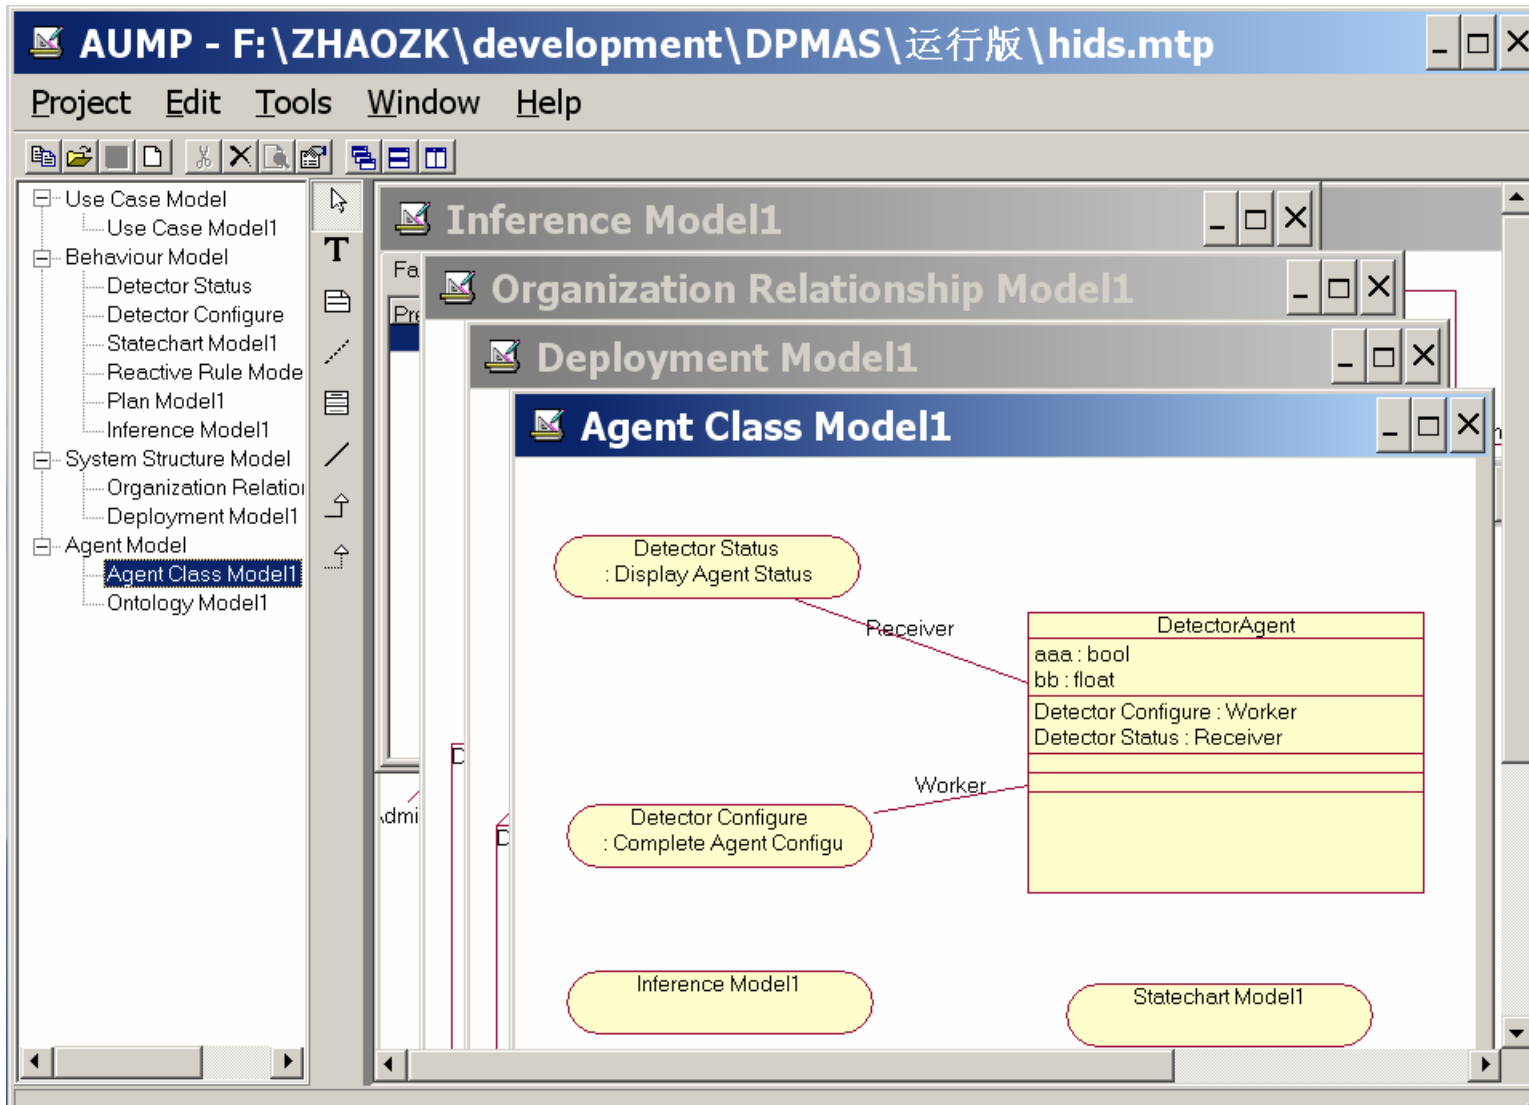 AUMP - F:\ZHAOZK\development\DPMAS\运行版\hids.mtp
Project Edit Tools Window Help
Use Case Model
Use Case Model1
Behaviour Model
Detector Status
Detector Configure
Statechart Model1
Reactive Rule Mode
Plan Model1
Inference Model1
System Structure Model
Organization Relatio
Deployment Model1
Agent Model
Agent Class Model1
Ontology Model1
T
Inference Model1
Fa
Pre
Organization Relationship Model1
Deployment Model1
Agent Class Model1
Detector Status
: Display Agent Status
Receiver
DetectorAgent
aaa : bool
bb : float
Detector Configure : Worker
Detector Status : Receiver
Worker
Detector Configure
: Complete Agent Configu
Inference Model1
Statechart Model1
D
D
Admi